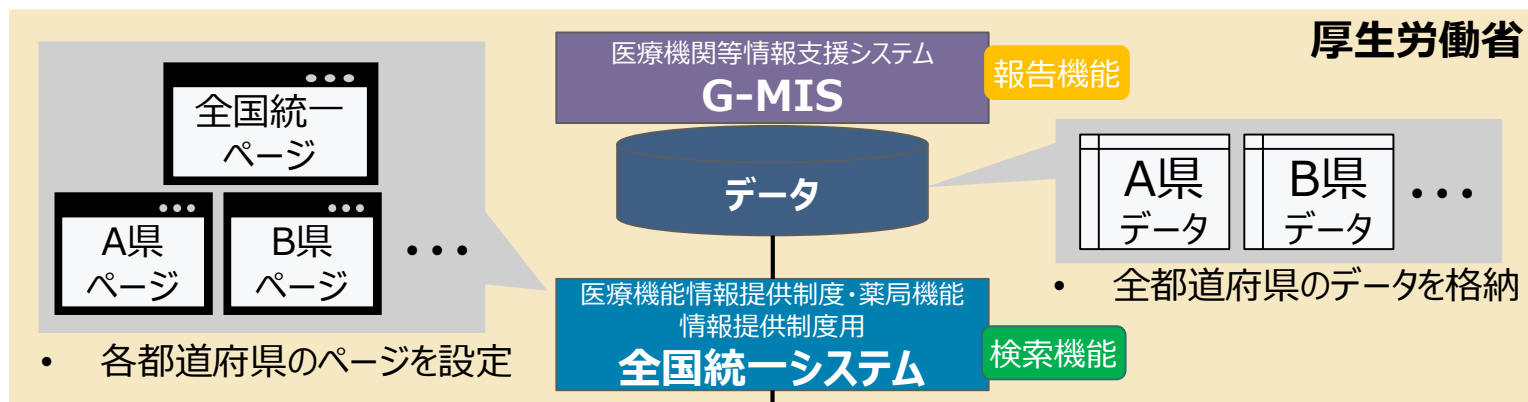 厚生労働省
全国統一
ページ
A県
ページ
B県
ページ
・・・
• 各都道府県のページを設定
医療機関等情報支援システム
G-MIS
報告機能
データ
A県
データ
B県
データ
・・・
• 全都道府県のデータを格納
医療機能情報提供制度・薬局機能
情報提供制度用
全国統一システム
検索機能